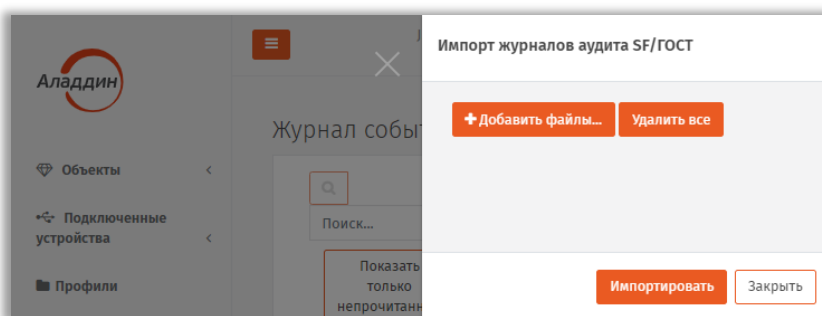 Аладдин
Объекты
Подключенные
устройства
Профили
J
Журнал собы
Поиск...
Показать
только
непрочитанн
Импорт журналов аудита SF/ГОСТ
Добавить файлы...
Удалить все
Импортировать
Закрыть